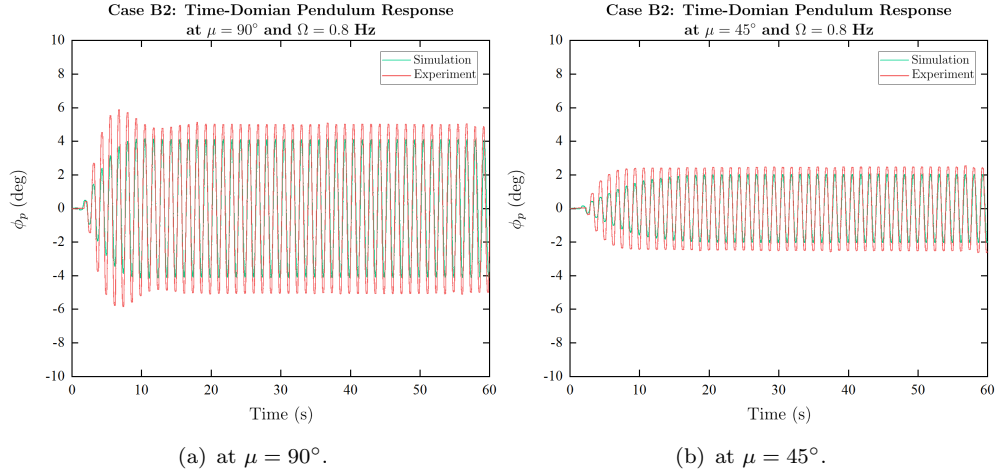 Case B2: Time-Domian Pendulum Response
at μ = 90° and Ω = 0.8 Hz
10
8
6
4
2
0
-2
-4
-6
-8
-10
ϕp (deg)
Simulation
Experiment
0 10 20 30 40 50 60
Time (s)
(a) at μ = 90°.
Case B2: Time-Domian Pendulum Response
at μ = 45° and Ω = 0.8 Hz
10
8
6
4
2
0
-2
-4
-6
-8
-10
ϕp (deg)
Simulation
Experiment
0 10 20 30 40 50 60
Time (s)
(b) at μ = 45°.